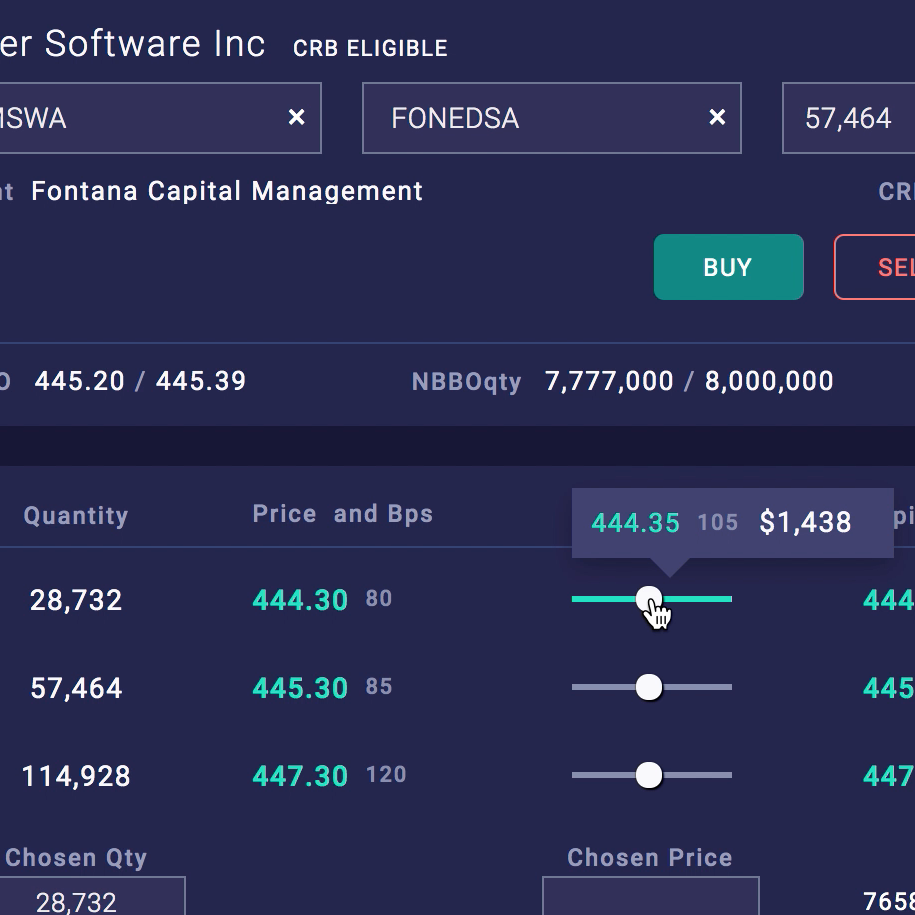 er Software Inc CRB ELIGIBLE
MSWA × FONEDSA × 57,464
nt Fontana Capital Management CR
BUY SEL
O 445.20 / 445.39 NBBOqty 7,777,000 / 8,000,000
Quantity Price and Bps 444.35 105 $1,438 pi
28,732 444.30 80 444
57,464 445.30 85 445
114,928 447.30 120 447
Chosen Qty Chosen Price
28,732 7658